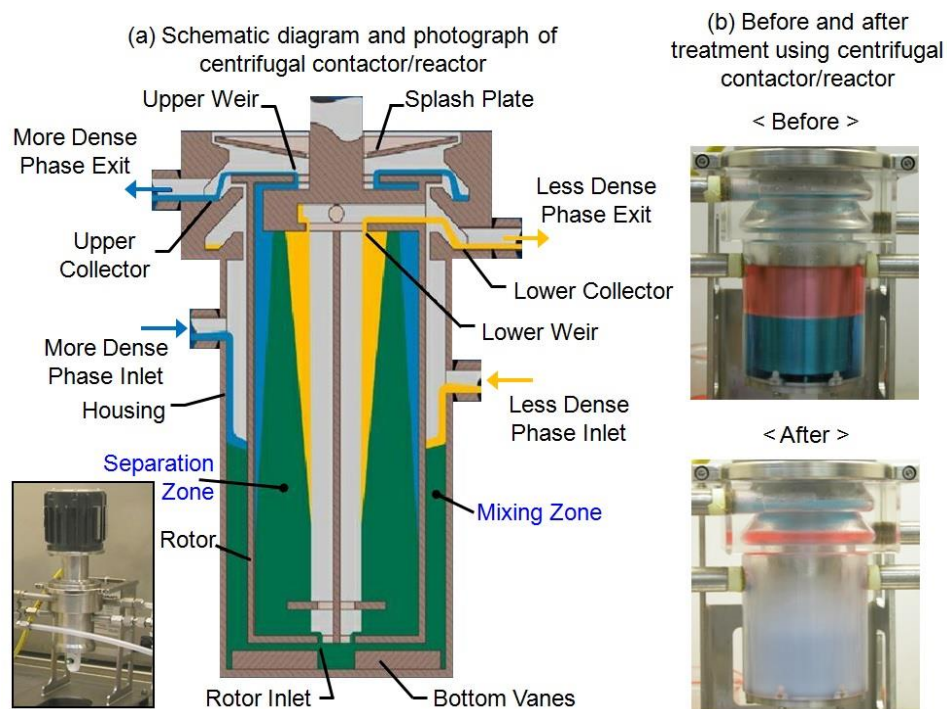 (a) Schematic diagram and photograph of
centrifugal contactor/reactor
Upper Weir
Splash Plate
More Dense
Phase Exit
Less Dense
Phase Exit
Upper
Collector
Lower Collector
Lower Weir
More Dense
Phase Inlet
Housing
Less Dense
Phase Inlet
Separation
Zone
Mixing Zone
Rotor
Rotor Inlet
Bottom Vanes
(b) Before and after
treatment using centrifugal
contactor/reactor
< Before >
< After >